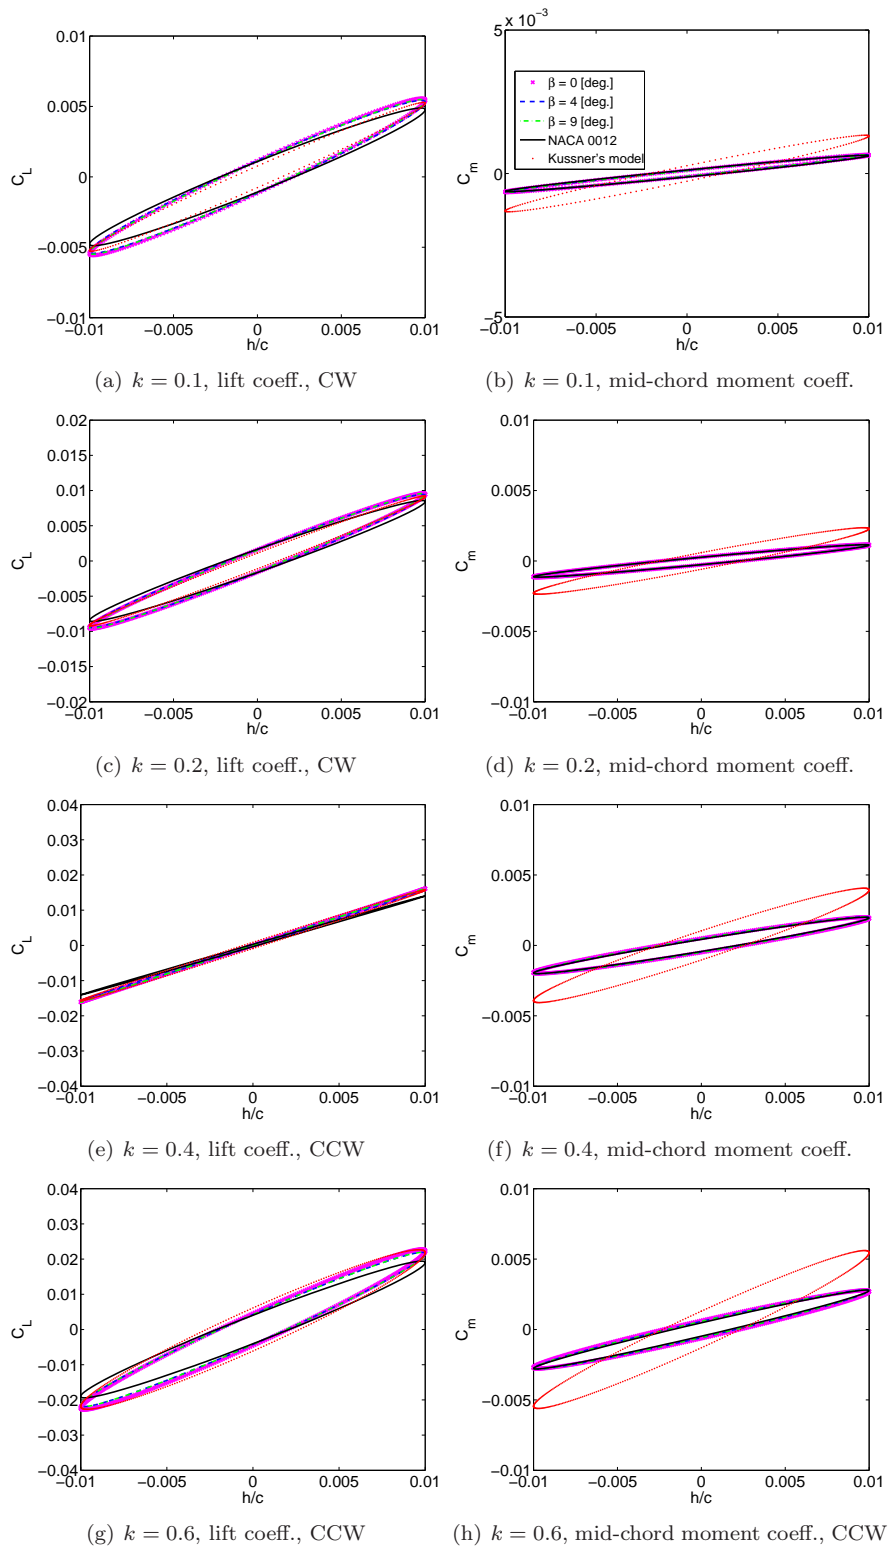 0.01
0.005
0
−0.005
−0.01
C_L
−0.01 −0.005 0 0.005 0.01
h/c
(a) k = 0.1, lift coeff., CW
5 x 10^−3
0
−5
C_m
β = 0 [deg.]
β = 4 [deg.]
β = 9 [deg.]
NACA 0012
Kussner's model
−0.01 −0.005 0 0.005 0.01
h/c
(b) k = 0.1, mid-chord moment coeff.
0.02
0.01
0.005
0
−0.005
−0.01
−0.015
−0.02
C_L
−0.01 −0.005 0 0.005 0.01
h/c
(c) k = 0.2, lift coeff., CW
0.01
0.005
0
−0.005
−0.01
C_m
−0.01 −0.005 0 0.005 0.01
h/c
(d) k = 0.2, mid-chord moment coeff.
0.04
0.03
0.02
0.01
0
−0.01
−0.02
−0.03
−0.04
C_L
−0.01 −0.005 0 0.005 0.01
h/c
(e) k = 0.4, lift coeff., CCW
0.01
0.005
0
−0.005
−0.01
C_m
−0.01 −0.005 0 0.005 0.01
h/c
(f) k = 0.4, mid-chord moment coeff.
0.04
0.03
0.02
0.01
0
−0.01
−0.02
−0.03
−0.04
C_L
−0.01 −0.005 0 0.005 0.01
h/c
(g) k = 0.6, lift coeff., CCW
0.01
0.005
0
−0.005
−0.01
C_m
−0.01 −0.005 0 0.005 0.01
h/c
(h) k = 0.6, mid-chord moment coeff., CCW